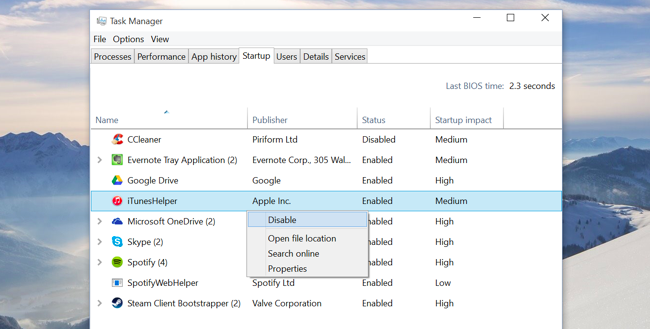 Task Manager
File Options View
Processes Performance App history Startup Users Details Services
Last BIOS time: 2.3 seconds
Name Publisher Status Startup impact
CCleaner Piriform Ltd Disabled Medium
Evernote Tray Application (2) Evernote Corp., 305 Wal... Enabled Medium
Google Drive Google Enabled High
iTunesHelper Apple Inc. Enabled Medium
Disable
Microsoft OneDrive (2) Enabled High
Open file location
Skype (2) Enabled High
Search online
Spotify (4) Enabled High
Properties
SpotifyWebHelper Spotify Ltd Enabled Low
Steam Client Bootstrapper (2) Valve Corporation Enabled High